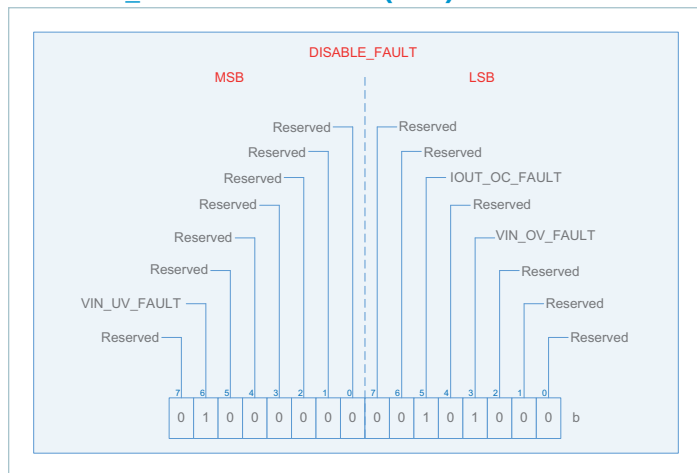 DISABLE_FAULT
MSB LSB
Reserved Reserved
Reserved Reserved
Reserved IOUT_OC_FAULT
Reserved Reserved
Reserved VIN_OV_FAULT
Reserved Reserved
VIN_UV_FAULT Reserved
Reserved Reserved
7 6 5 4 3 2 1 0 7 6 5 4 3 2 1 0
0 1 0 0 0 0 0 0 0 0 1 0 1 0 0 0 b